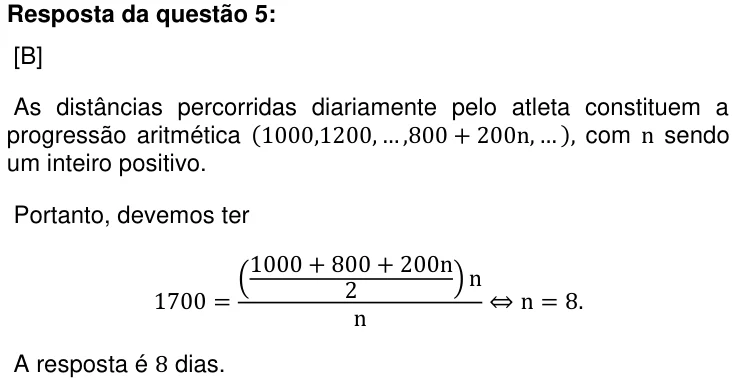 Resposta da questão 5:
[B]
As distâncias percorridas diariamente pelo atleta constituem a
progressão aritmética (1000,1200, … ,800 + 200n, … ), com n sendo
um inteiro positivo.
Portanto, devemos ter
1700 = ((1000 + 800 + 200n)/2) n / n ⇔ n = 8.
A resposta é 8 dias.